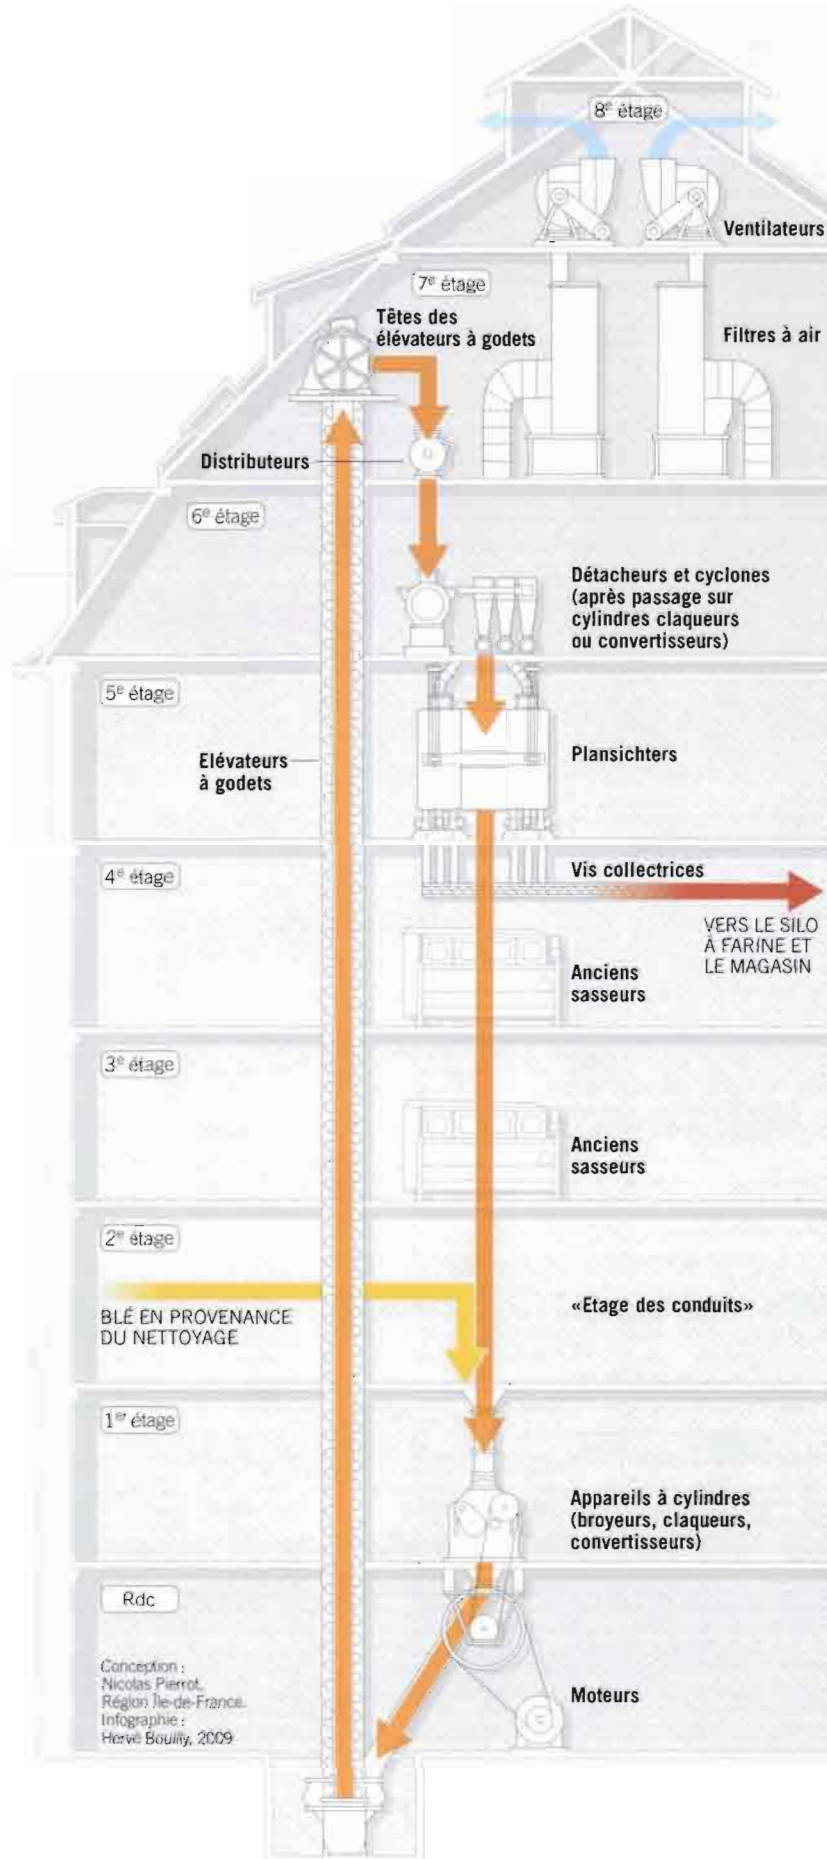 8e étage
Ventilateurs
7e étage
Têtes des
élévateurs à godets
Filtres à air
Distributeurs
6e étage
Détacheurs et cyclones
(après passage sur
cylindres claqueurs
ou convertisseurs)
5e étage
Elévateurs
à godets
Plansichters
4e étage
Vis collectrices
VERS LE SILO
À FARINE ET
LE MAGASIN
Anciens
sasseurs
3e étage
Anciens
sasseurs
2e étage
BLÉ EN PROVENANCE
DU NETTOYAGE
«Etage des conduits»
1er étage
Appareils à cylindres
(broyeurs, claqueurs,
convertisseurs)
Rdc
Conception :
Nicolas Pierrot,
Région Île-de-France.
Infographie :
Hervé Bouilly, 2009
Moteurs